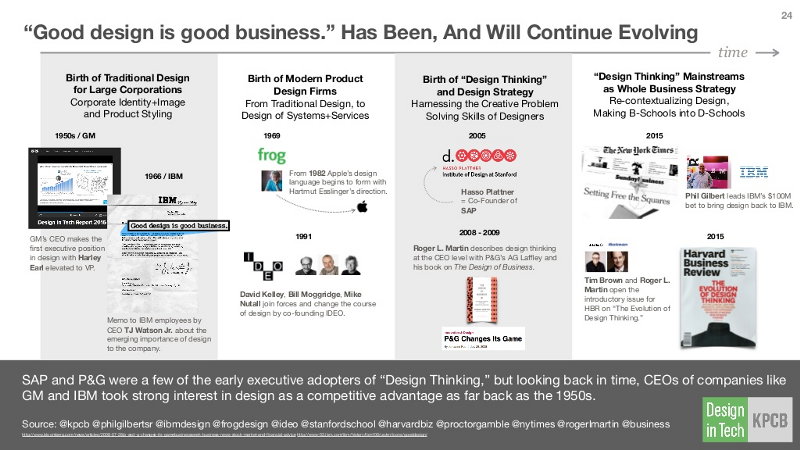 24
“Good design is good business.” Has Been, And Will Continue Evolving
time
Birth of Traditional Design
for Large Corporations
Corporate Identity+Image
and Product Styling
1950s / GM
Design in Tech Report 2016
GM’s CEO makes the
first executive position
in design with Harley
Earl elevated to VP.
1966 / IBM
IBM
Good design is good business.
Memo to IBM employees by
CEO TJ Watson Jr. about the
emerging importance of design
to the company.
Birth of Modern Product
Design Firms
From Traditional Design, to
Design of Systems+Services
1969
frog
From 1982 Apple’s design
language begins to form with
Hartmut Esslinger’s direction.
1991
IDEO
David Kelley, Bill Moggridge, Mike
Nutall join forces and change the course
of design by co-founding IDEO.
Birth of “Design Thinking”
and Design Strategy
Harnessing the Creative Problem
Solving Skills of Designers
2005
d.
HASSO PLATTNER
Institute of Design at Stanford
Hasso Plattner
= Co-Founder of
SAP
2008 - 2009
Roger L. Martin describes design thinking
at the CEO level with P&G’s AG Laffley and
his book on The Design of Business.
P&G Changes Its Game
“Design Thinking” Mainstreams
as Whole Business Strategy
Re-contextualizing Design,
Making B-Schools into D-Schools
2015
The New York Times
SundayBusiness
Setting Free the Squares
IBM
Phil Gilbert leads IBM’s $100M
bet to bring design back to IBM.
Tim Brown and Roger L.
Martin open the
introductory issue for
HBR on “The Evolution of
Design Thinking.”
2015
Harvard
Business
Review
THE
EVOLUTION
OF DESIGN
THINKING
SAP and P&G were a few of the early executive adopters of “Design Thinking,” but looking back in time, CEOs of companies like
GM and IBM took strong interest in design as a competitive advantage as far back as the 1950s.
Source: @kpcb @philgilbertsr @ibmdesign @frogdesign @ideo @stanfordschool @harvardbiz @proctorgamble @nytimes @rogerlmartin @business
Design
in Tech
KPCB